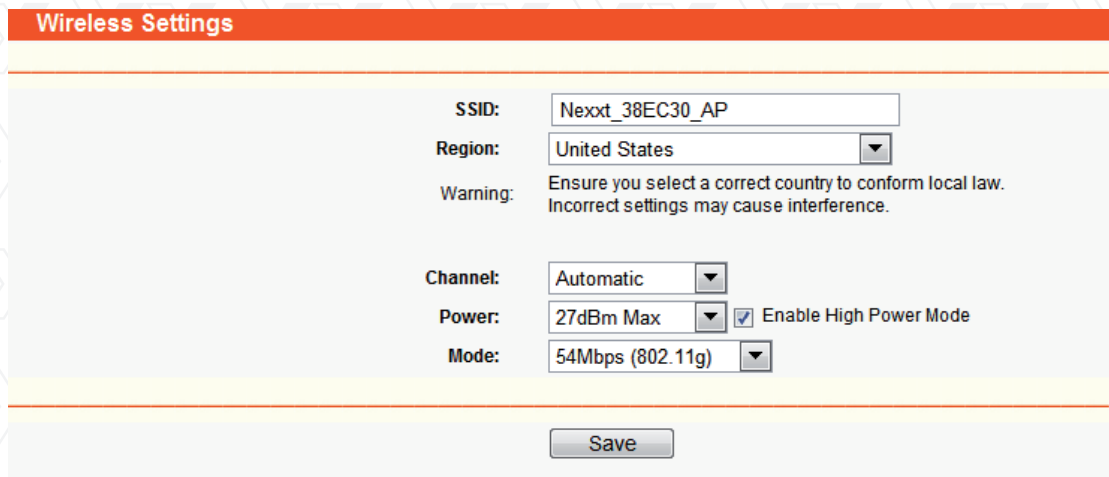 Wireless Settings
SSID: Nexxt_38EC30_AP
Region: United States
Warning: Ensure you select a correct country to conform local law.
Incorrect settings may cause interference.
Channel: Automatic
Power: 27dBm Max Enable High Power Mode
Mode: 54Mbps (802.11g)
Save